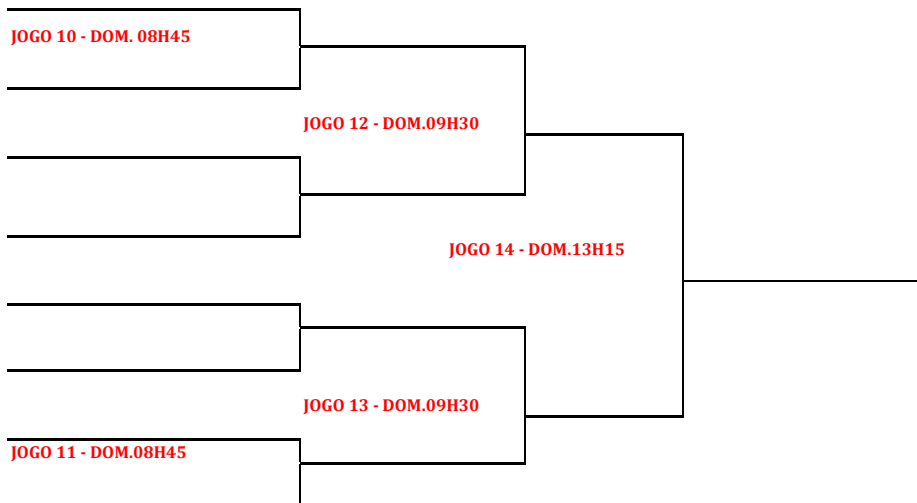 JOGO 10 - DOM. 08H45
JOGO 12 - DOM.09H30
JOGO 14 - DOM.13H15
JOGO 13 - DOM.09H30
JOGO 11 - DOM.08H45